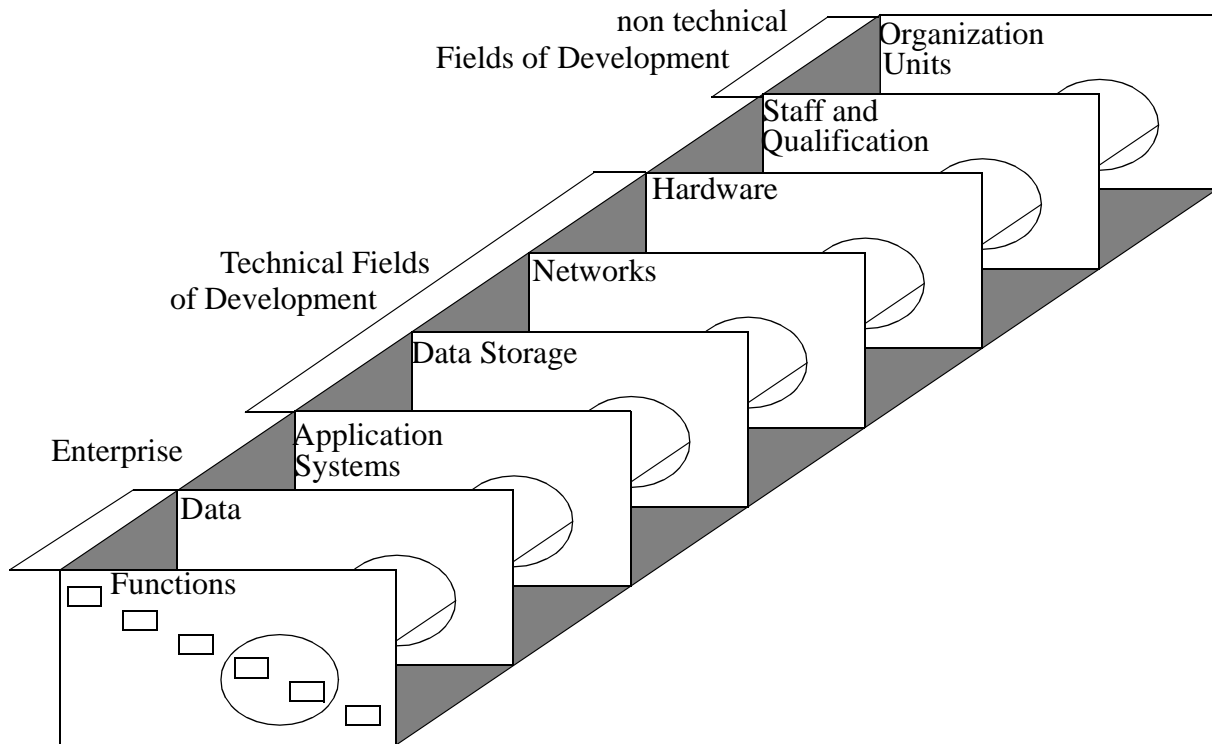 non technical
Fields of Development
Organization
Units
Staff and
Qualification
Hardware
Technical Fields
of Development
Networks
Data Storage
Enterprise
Application
Systems
Data
Functions